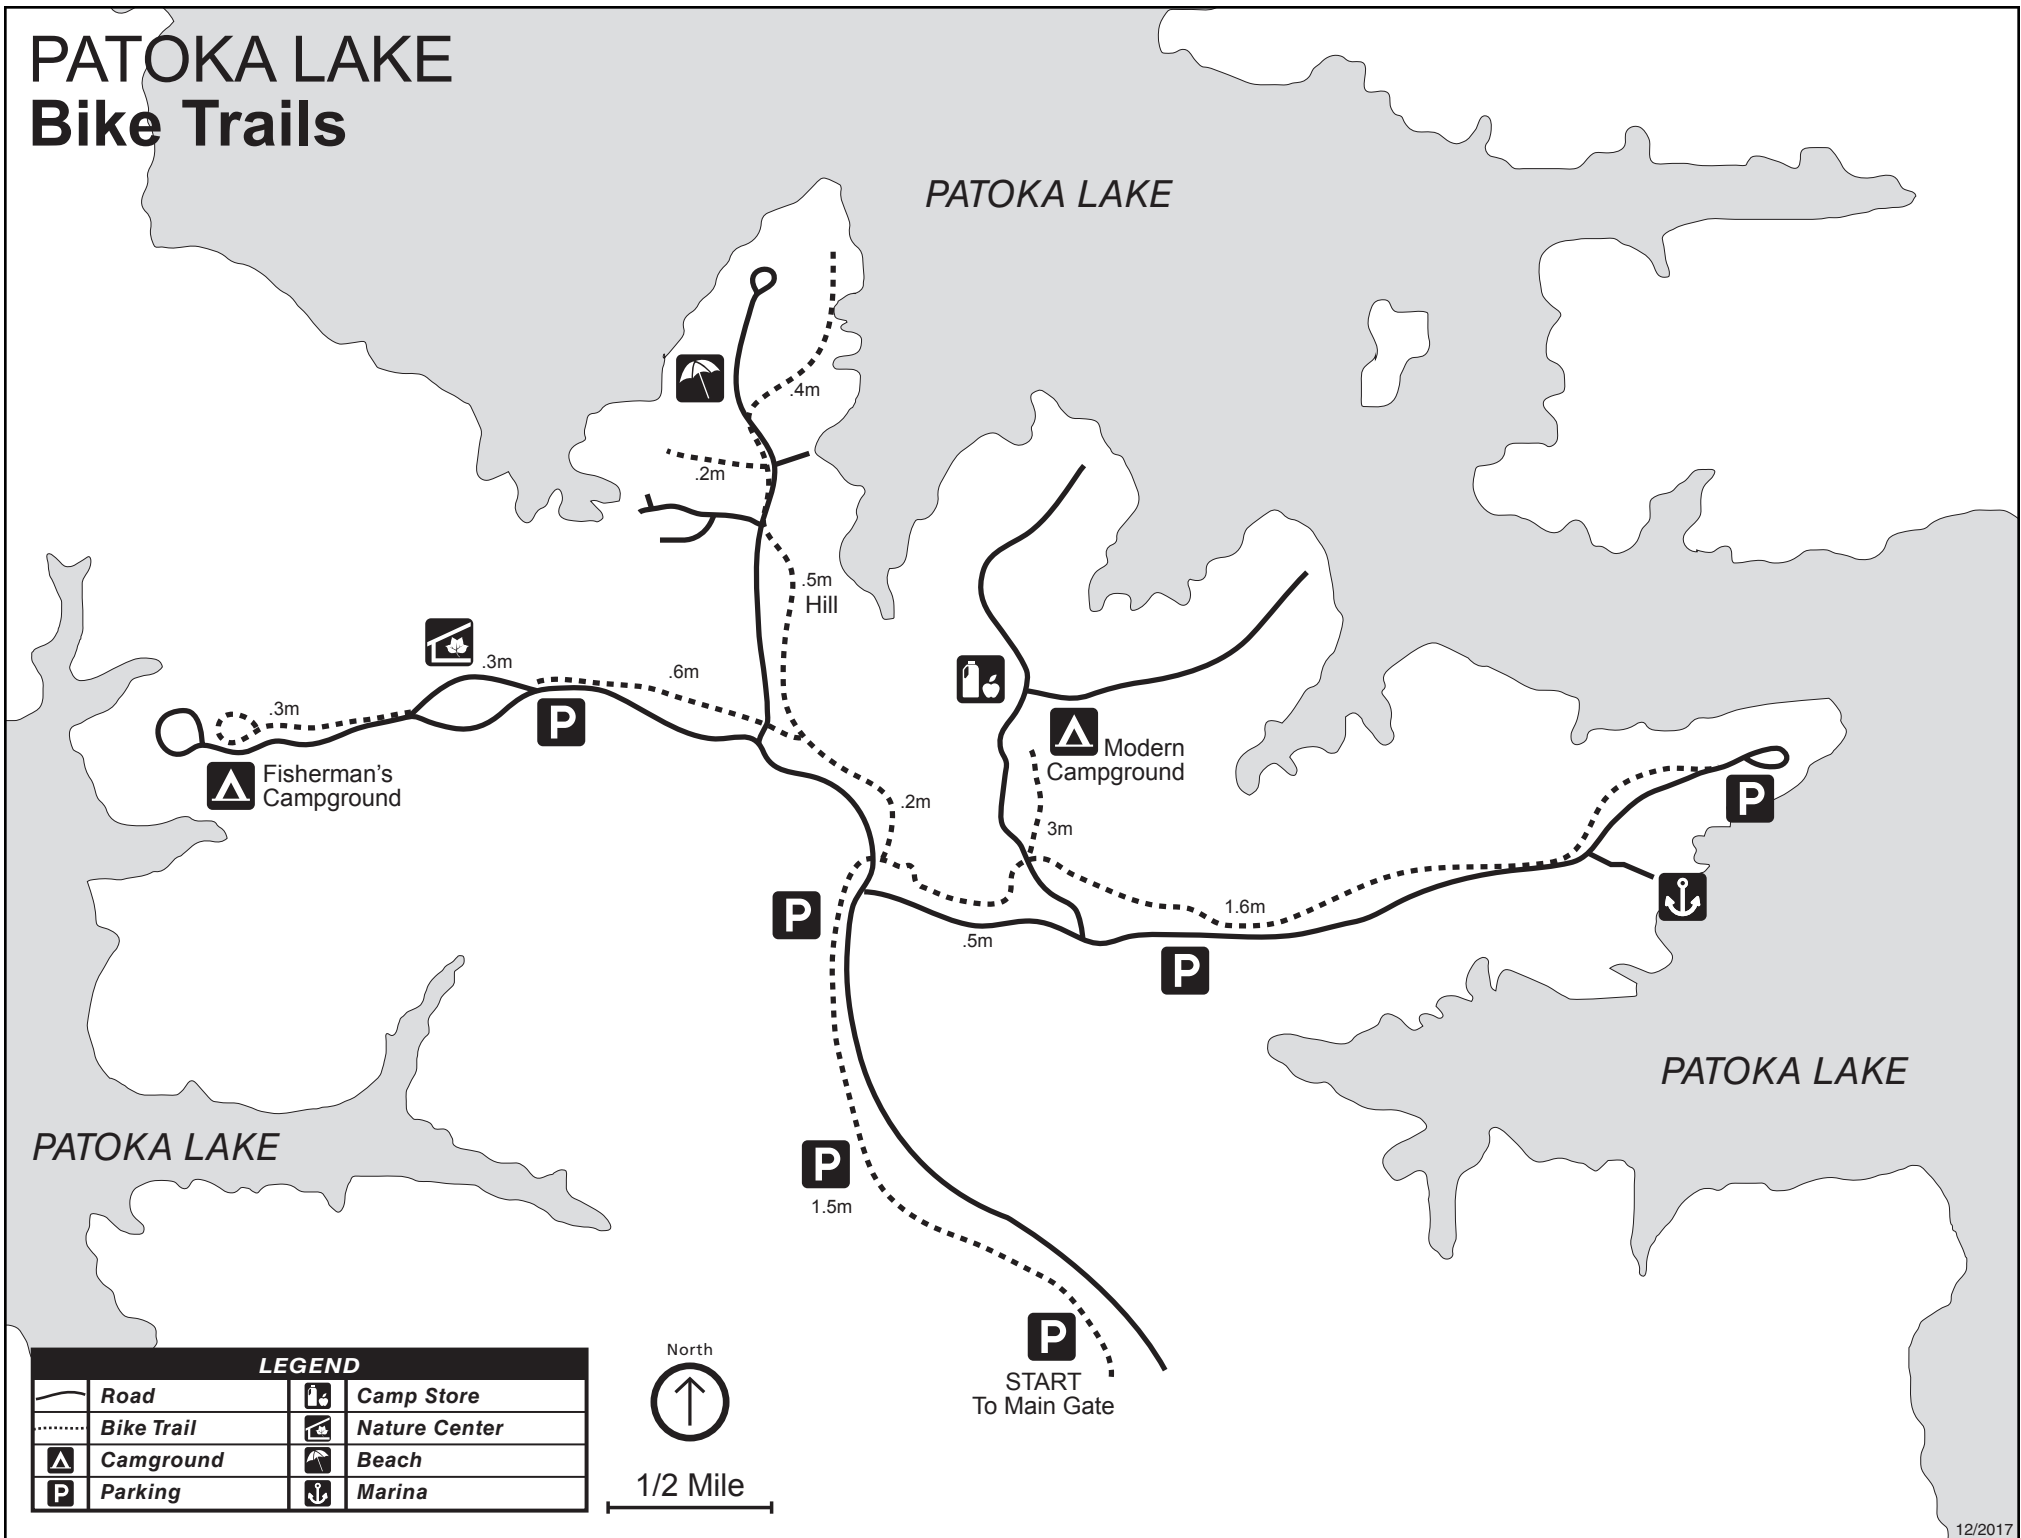 PATOKA LAKE
Bike Trails
PATOKA LAKE
.4m
.2m
.5m
Hill
.3m
.6m
.3m
P
Fisherman's
Campground
Modern
Campground
.2m
3m
P
P
1.6m
.5m
P
PATOKA LAKE
PATOKA LAKE
P
1.5m
P
START
To Main Gate
North
1/2 Mile
LEGEND
Road
Camp Store
Bike Trail
Nature Center
Camground
Beach
P
Parking
Marina
12/2017